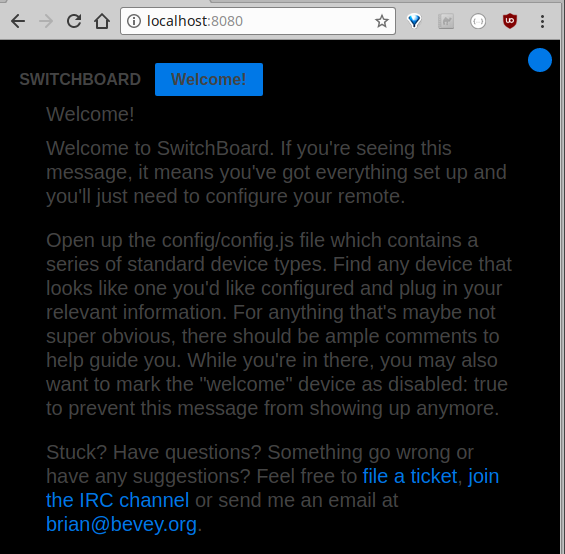 localhost:8080
SWITCHBOARD Welcome!
Welcome!
Welcome to SwitchBoard. If you're seeing this
message, it means you've got everything set up and
you'll just need to configure your remote.
Open up the config/config.js file which contains a
series of standard device types. Find any device that
looks like one you'd like configured and plug in your
relevant information. For anything that's maybe not
super obvious, there should be ample comments to
help guide you. While you're in there, you may also
want to mark the "welcome" device as disabled: true
to prevent this message from showing up anymore.
Stuck? Have questions? Something go wrong or
have any suggestions? Feel free to file a ticket, join
the IRC channel or send me an email at
brian@bevey.org.